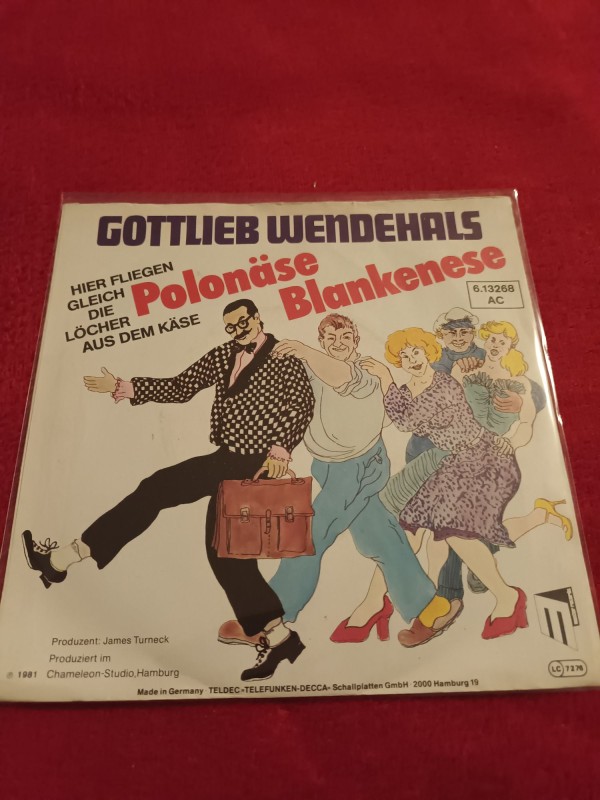 GOTTLIEB WENDEHALS
HIER FLIEGEN
GLEICH
DIE
LÖCHER
AUS DEM KÄSE
Polonäse
Blankenese
6.13268
AC
Produzent: James Turneck
Produziert im
℗ 1981 Chameleon-Studio, Hamburg
Made in Germany · TELDEC »TELEFUNKEN-DECCA« Schallplatten GmbH · 2000 Hamburg 19
LC 7276